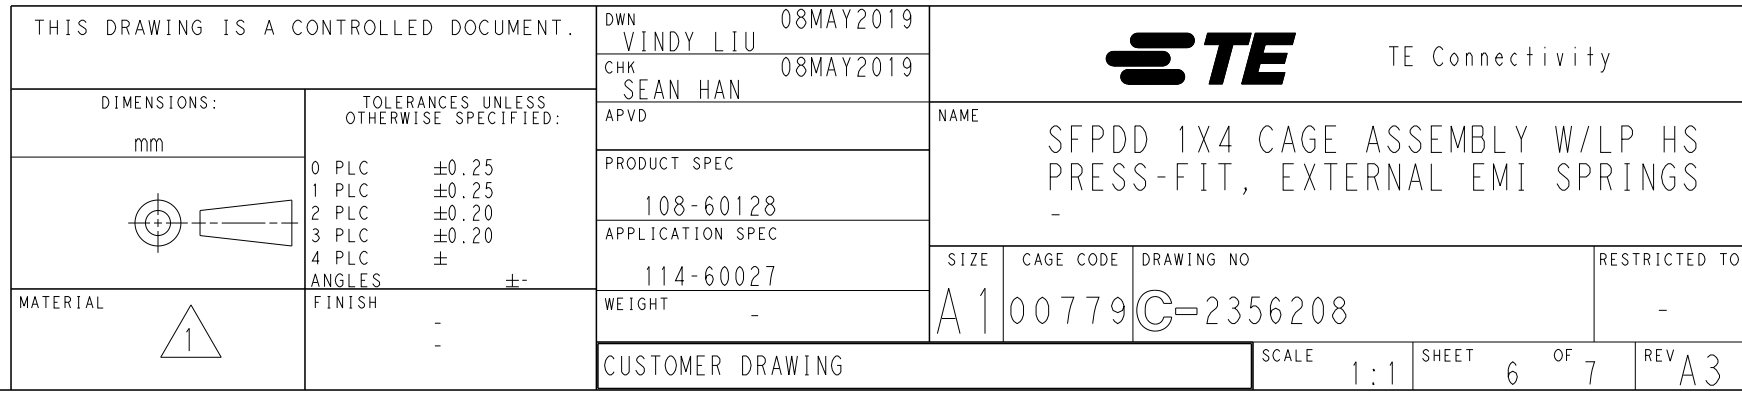 THIS DRAWING IS A CONTROLLED DOCUMENT.
DIMENSIONS:
mm
TOLERANCES UNLESS
OTHERWISE SPECIFIED:
0 PLC ±0.25
1 PLC ±0.25
2 PLC ±0.20
3 PLC ±0.20
4 PLC ±
ANGLES ±-
MATERIAL
1
FINISH
-
-
DWN 08MAY2019
VINDY LIU
CHK 08MAY2019
SEAN HAN
APVD
PRODUCT SPEC
108-60128
APPLICATION SPEC
114-60027
WEIGHT
-
CUSTOMER DRAWING
TE TE Connectivity
NAME
SFPDD 1X4 CAGE ASSEMBLY W/LP HS
PRESS-FIT, EXTERNAL EMI SPRINGS
-
SIZE
A1
CAGE CODE
00779
DRAWING NO
C-2356208
RESTRICTED TO
-
SCALE 1:1
SHEET 6 OF 7
REV A3